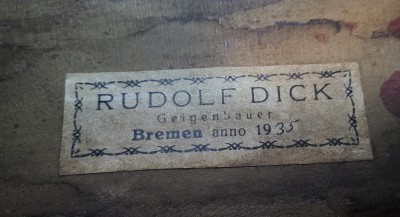 RUDOLF DICK
Geigenbauer
Bremen anno 1935